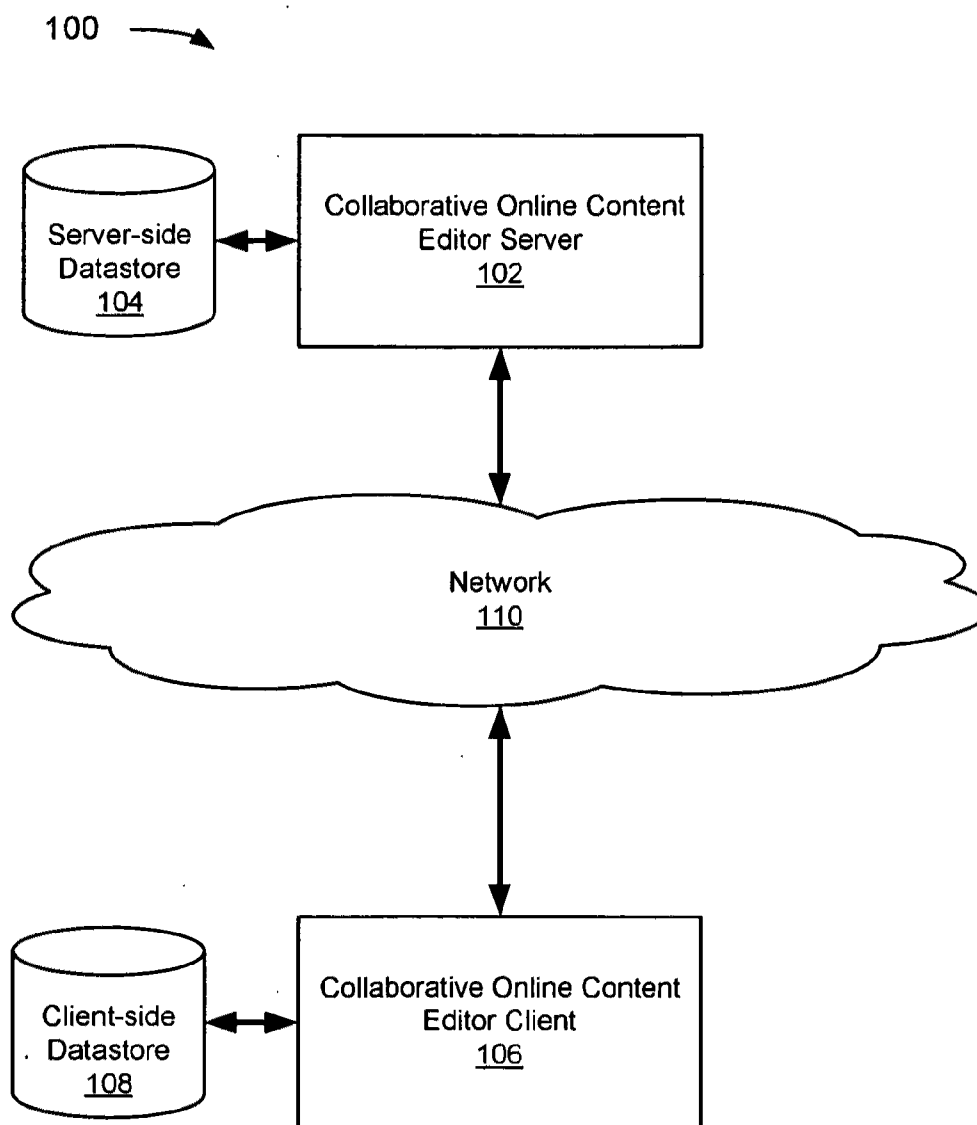 100
Collaborative Online Content
Editor Server
102
Server-side
Datastore
104
Network
110
Collaborative Online Content
Editor Client
106
Client-side
Datastore
108